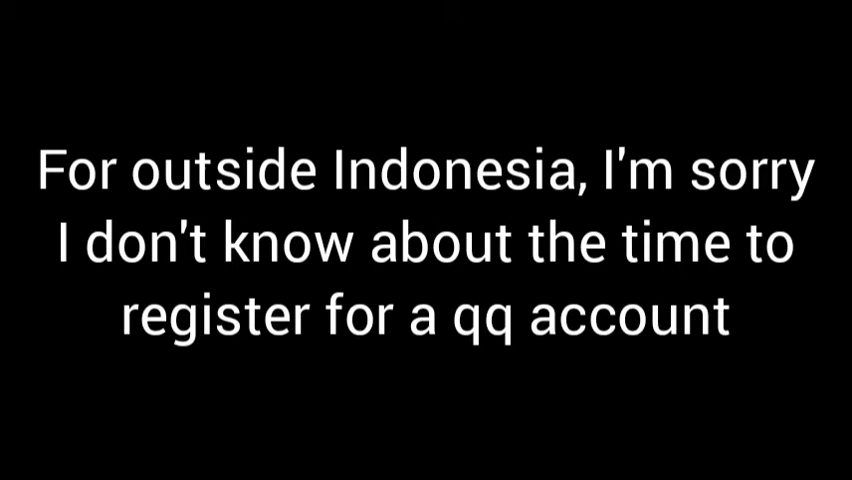 For outside Indonesia, I'm sorry
I don't know about the time to
register for a qq account